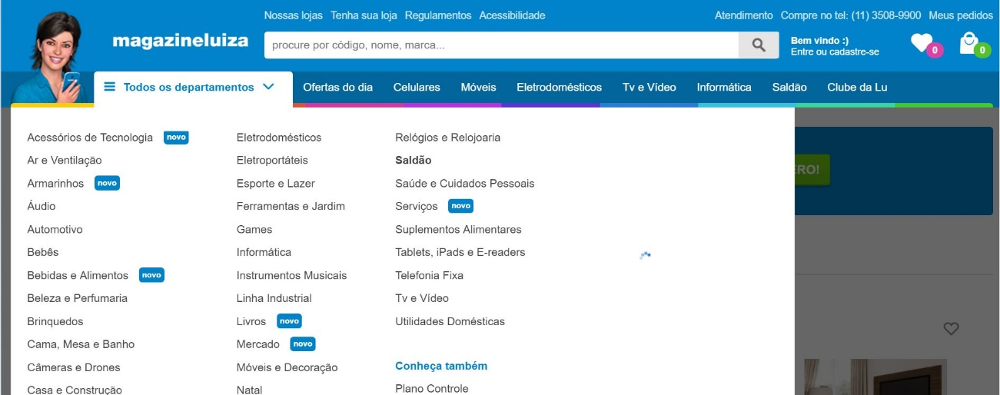 Nossas lojas Tenha sua loja Regulamentos Acessibilidade
Atendimento Compre no tel: (11) 3508-9900 Meus pedidos
magazineluiza
procure por código, nome, marca...
Bem vindo :)
Entre ou cadastre-se
0
0
Todos os departamentos
Ofertas do dia
Celulares
Móveis
Eletrodomésticos
Tv e Vídeo
Informática
Saldão
Clube da Lu
Acessórios de Tecnologia novo
Ar e Ventilação
Armarinhos novo
Áudio
Automotivo
Bebês
Bebidas e Alimentos novo
Beleza e Perfumaria
Brinquedos
Cama, Mesa e Banho
Câmeras e Drones
Casa e Construção
Eletrodomésticos
Eletroportáteis
Esporte e Lazer
Ferramentas e Jardim
Games
Informática
Instrumentos Musicais
Linha Industrial
Livros novo
Mercado novo
Móveis e Decoração
Natal
Relógios e Relojoaria
Saldão
Saúde e Cuidados Pessoais
Serviços novo
Suplementos Alimentares
Tablets, iPads e E-readers
Telefonia Fixa
Tv e Vídeo
Utilidades Domésticas
Conheça também
Plano Controle
ERO!